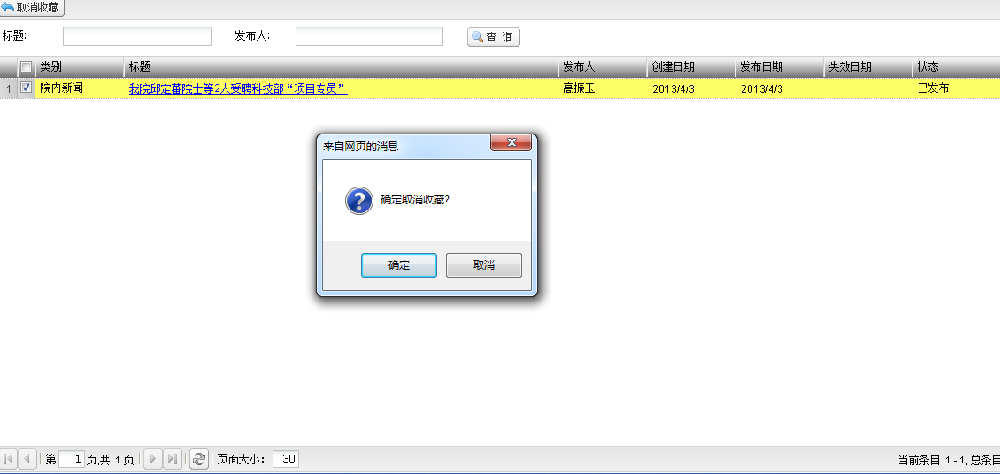 取消收藏
标题: 发布人: 查 询
类别 标题 发布人 创建日期 发布日期 失效日期 状态
1 院内新闻 我院邱定蕃院士等2人受聘科技部“项目专员” 高振玉 2013/4/3 2013/4/3 已发布
来自网页的消息
确定取消收藏?
确定 取消
第 1 页,共 1 页 页面大小: 30 当前条目 1 - 1, 总条目